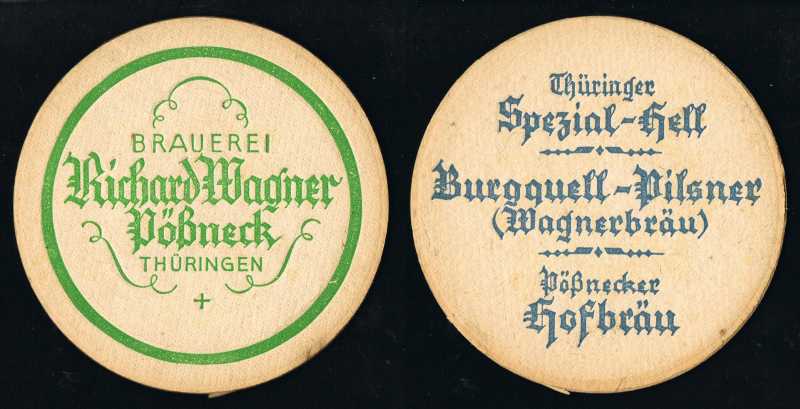 BRAUEREI
Richard Wagner
Pößneck
THÜRINGEN
Thüringer
Spezial-Hell
Burgquell-Pilsner
(Wagnerbräu)
Pößnecker
Hofbräu